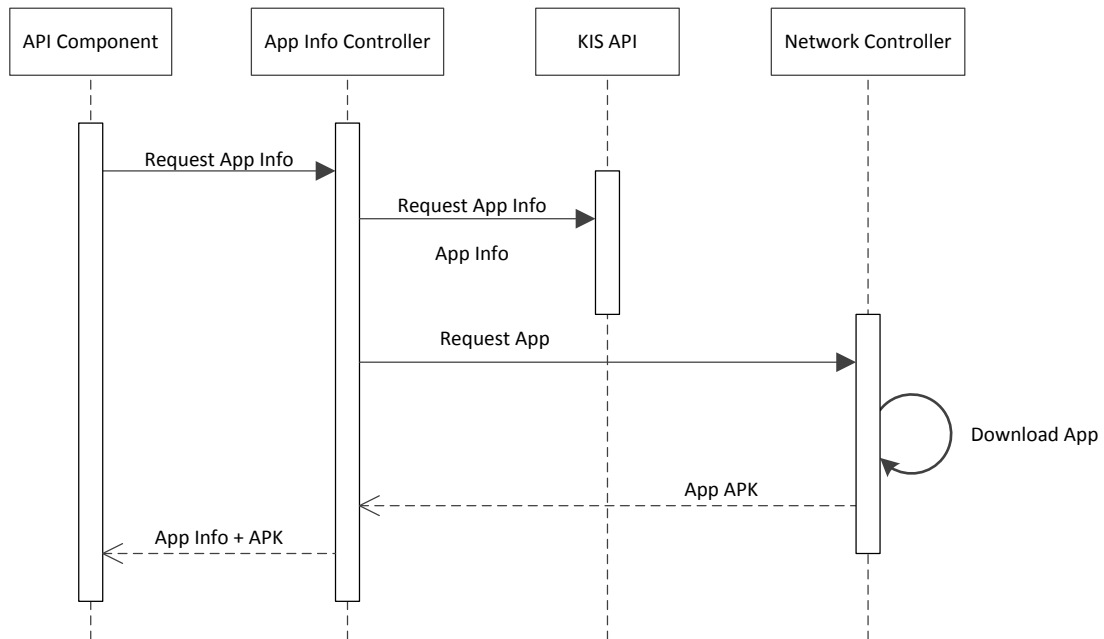 API Component
App Info Controller
KIS API
Network Controller
Request App Info
Request App Info
App Info
Request App
Download App
App APK
App Info + APK